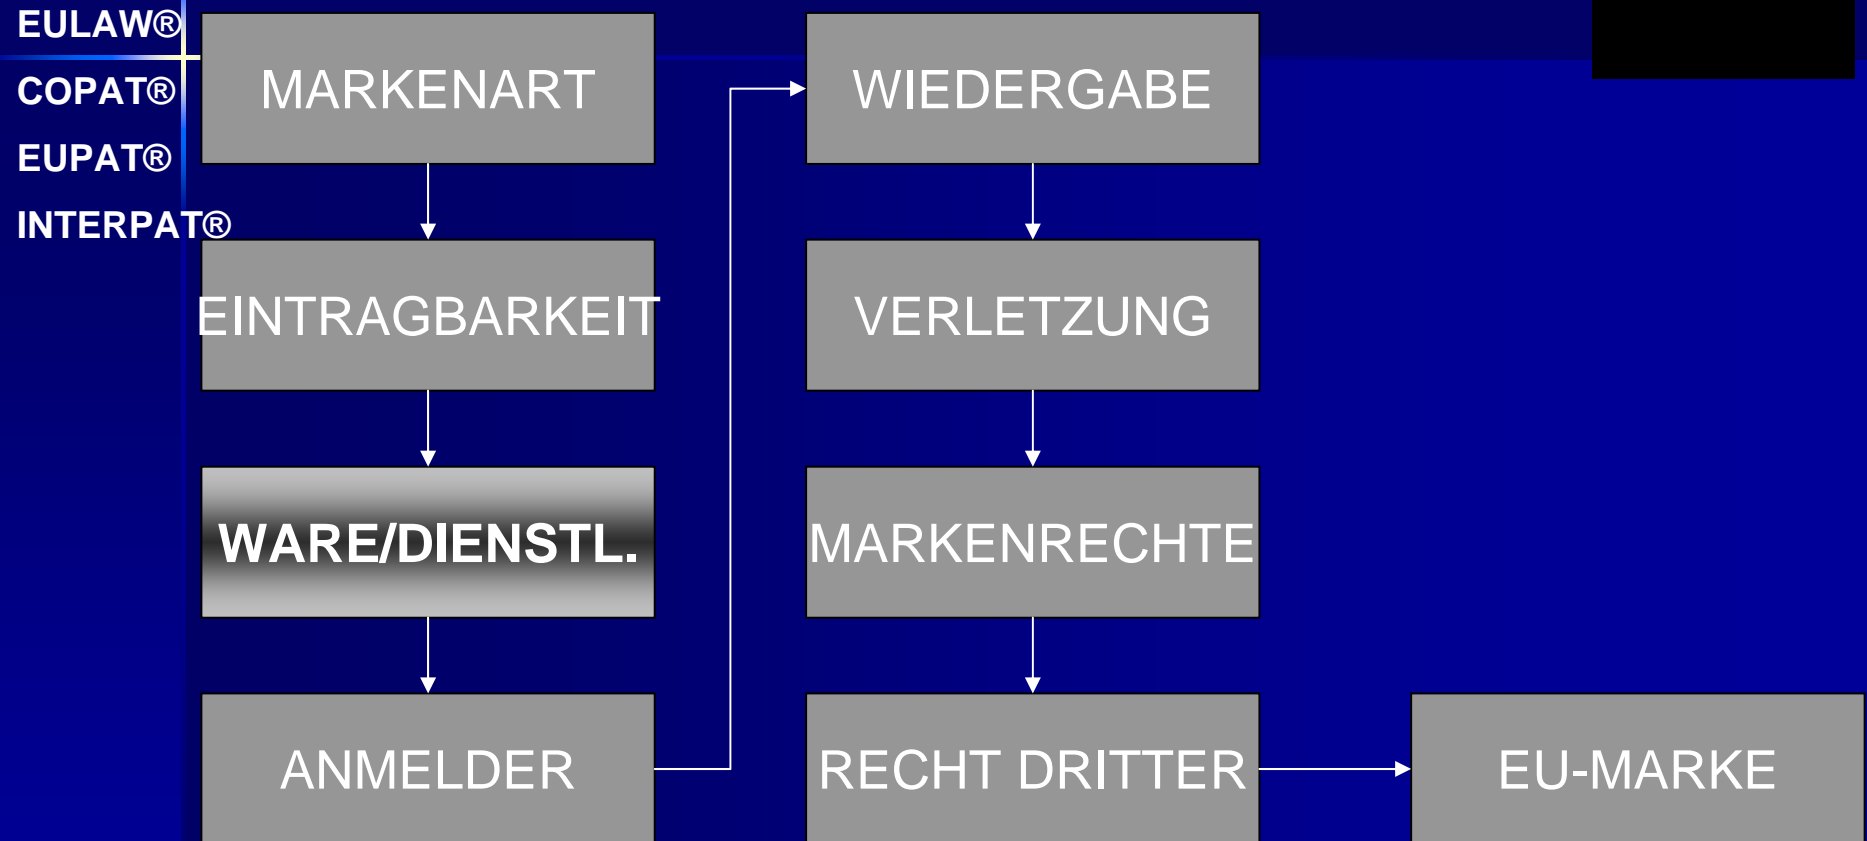 EULAW®
COPAT®
EUPAT®
INTERPAT®
MARKENART
EINTRAGBARKEIT
WARE/DIENSTL.
ANMELDER
WIEDERGABE
VERLETZUNG
MARKENRECHTE
RECHT DRITTER
EU-MARKE